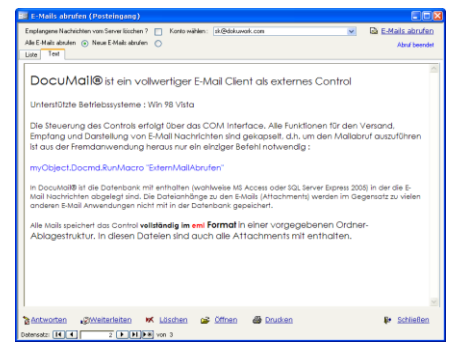 E-Mails abrufen (Posteingang)
Empfangene Nachrichten vom Server löschen ? Konto wählen: sk@dokuwork.com E-Mails abrufen
Alle E-Mails abrufen Neue E-Mails abrufen Abruf beendet
Liste Text
DocuMail® ist ein vollwertiger E-Mail Client als externes Control
Unterstützte Betriebssysteme : Win 98 Vista
Die Steuerung des Controls erfolgt über das COM Interface. Alle Funktionen für den Versand,
Empfang und Darstellung von E-Mail Nachrichten sind gekapselt, d.h. um den Mailabruf auszuführen
ist aus der Fremdanwendung heraus nur ein einziger Befehl notwendig :
myObject.Docmd.RunMacro "ExternMailAbrufen"
In DocuMail® ist die Datenbank mit enthalten (wahlweise MS Access oder SQL Server Express 2005) in der die E-
Mail Nachrichten abgelegt sind. Die Dateianhänge zu den E-Mails (Attachments) werden im Gegensatz zu vielen
anderen E-Mail Anwendungen nicht mit in der Datenbank gepeichert.
Alle Mails speichert das Control vollständig im eml Format in einer vorgegebenen Ordner-
Ablagestruktur. In diesen Dateien sind auch alle Attachments mit enthalten.
Antworten Weiterleiten Löschen Öffnen Drucken Schließen
Datensatz: 2 von 3